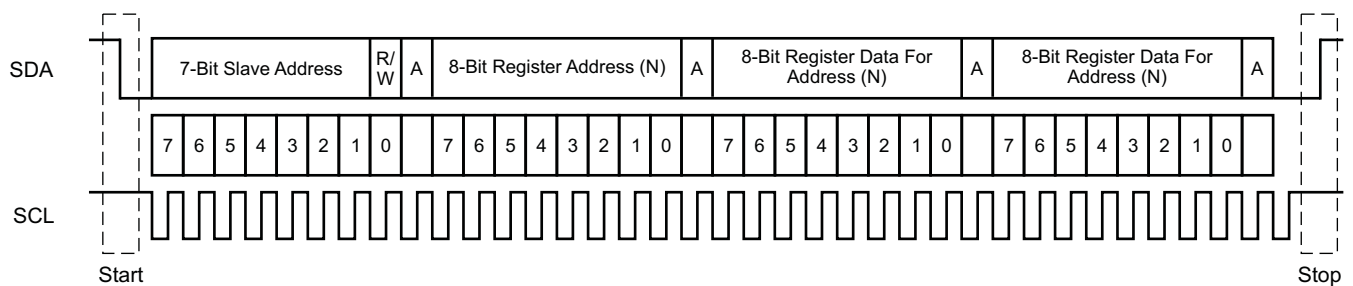 SDA
7-Bit Slave Address
R/
W
A
8-Bit Register Address (N)
A
8-Bit Register Data For
Address (N)
A
8-Bit Register Data For
Address (N)
A
7 6 5 4 3 2 1 0 7 6 5 4 3 2 1 0 7 6 5 4 3 2 1 0 7 6 5 4 3 2 1 0
SCL
Start
Stop